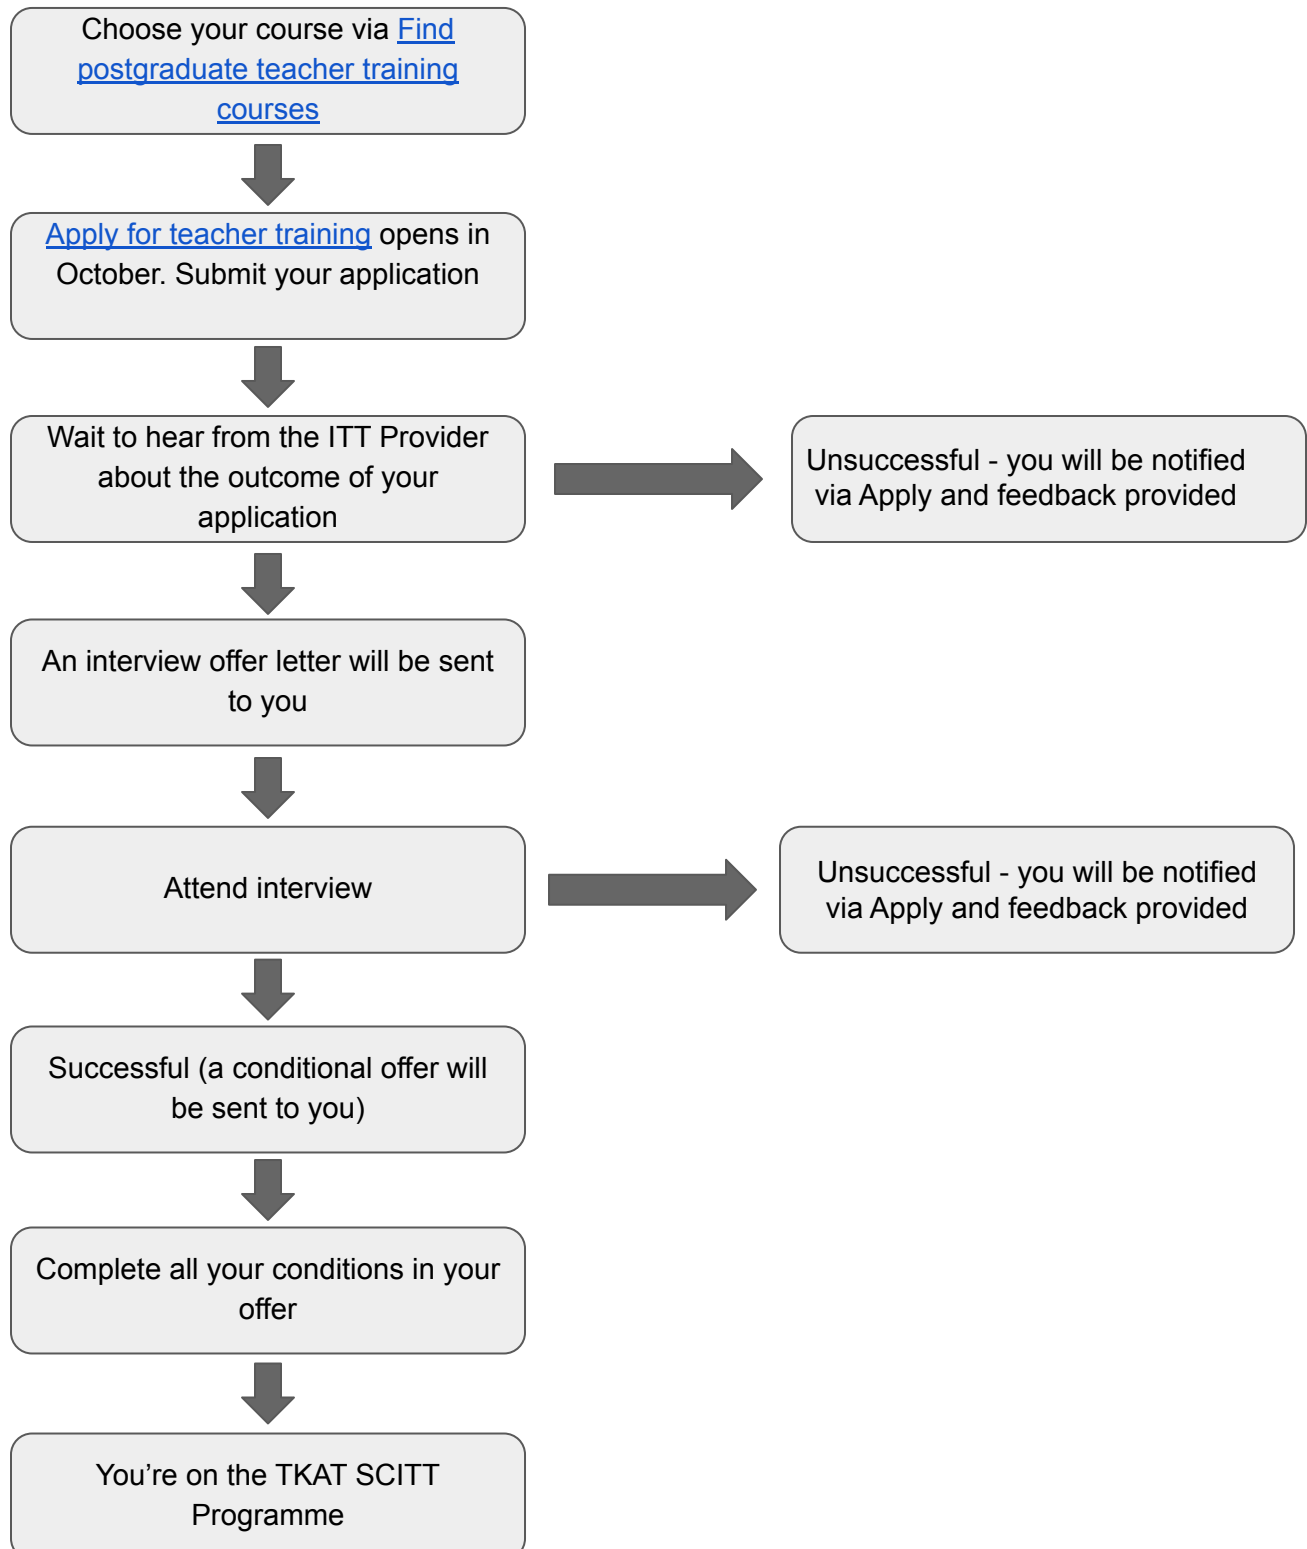 Choose your course via Find
postgraduate teacher training
courses
Apply for teacher training opens in
October. Submit your application
Wait to hear from the ITT Provider
about the outcome of your
application
Unsuccessful - you will be notified
via Apply and feedback provided
An interview offer letter will be sent
to you
Attend interview
Unsuccessful - you will be notified
via Apply and feedback provided
Successful (a conditional offer will
be sent to you)
Complete all your conditions in your
offer
You’re on the TKAT SCITT
Programme